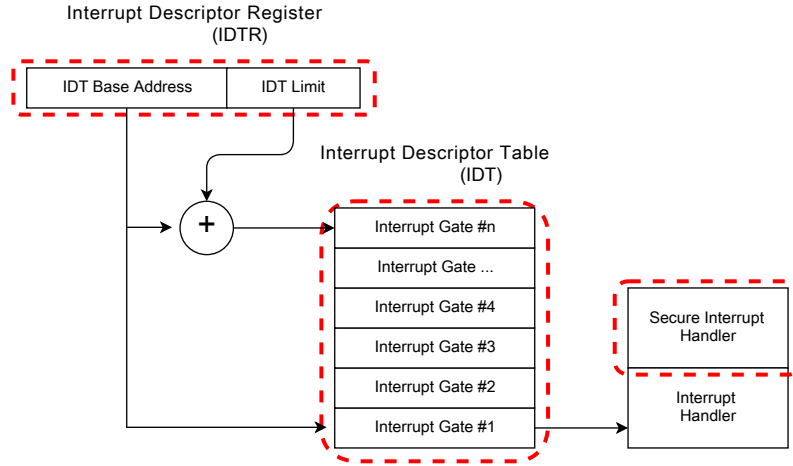 Interrupt Descriptor Register
(IDTR)
IDT Base Address
IDT Limit
Interrupt Descriptor Table
(IDT)
+
Interrupt Gate #n
Interrupt Gate ...
Interrupt Gate #4
Interrupt Gate #3
Interrupt Gate #2
Interrupt Gate #1
Secure Interrupt
Handler
Interrupt
Handler